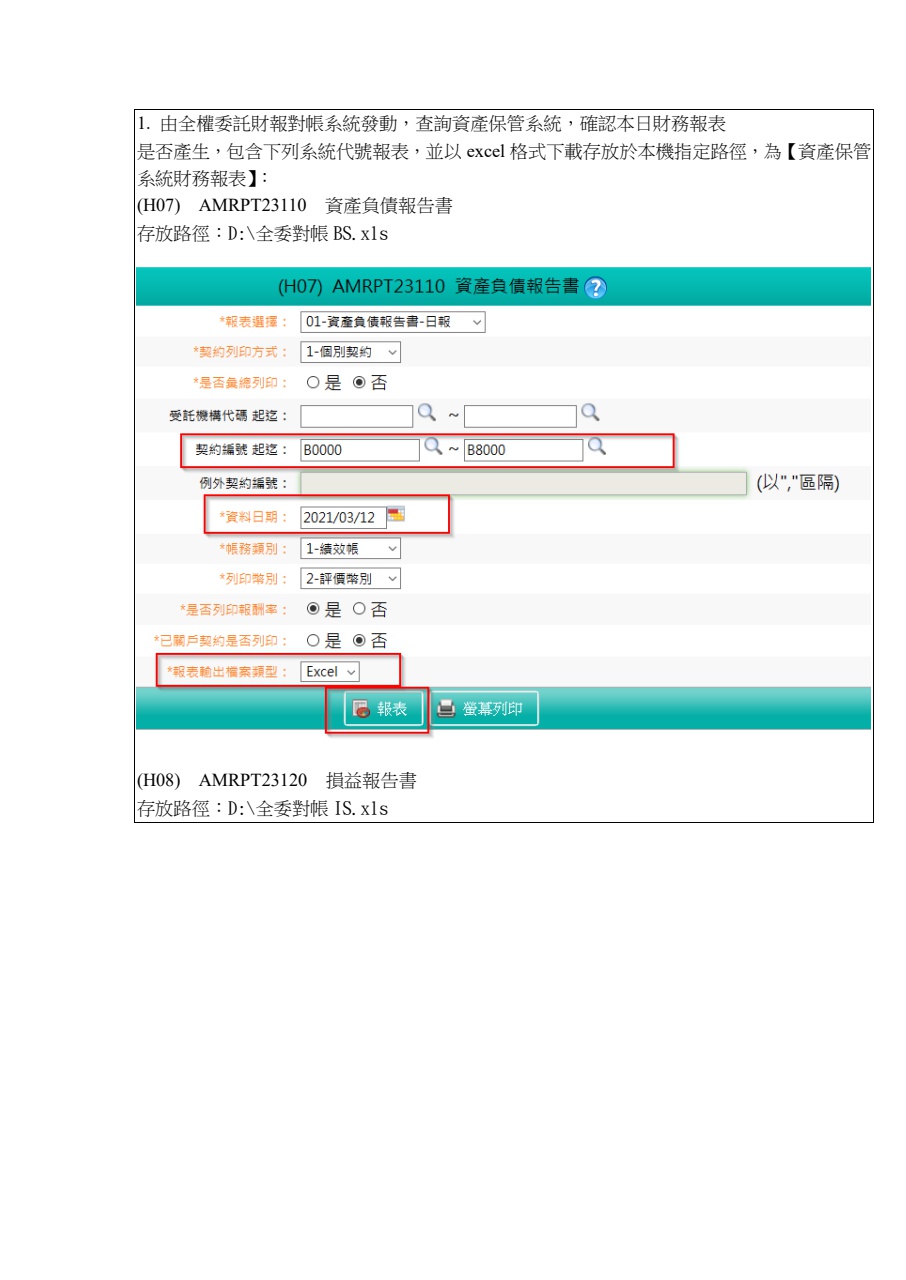 1. 由全權委託財報對帳系統發動，查詢資產保管系統，確認本日財務報表
是否產生，包含下列系統代號報表，並以 excel 格式下載存放於本機指定路徑，為【資產保管
系統財務報表】：
(H07) AMRPT23110 資產負債報告書
存放路徑：D:\全委對帳 BS.xls
(H07) AMRPT23110 資產負債報告書 ?
*報表選擇： 01-資產負債報告書-日報
*契約列印方式： 1-個別契約
*是否彙總列印： 是 否
受託機構代碼 起迄： ~
契約編號 起迄： B0000 ~ B8000
例外契約編號： (以","區隔)
*資料日期： 2021/03/12
*帳務類別： 1-績效帳
*列印幣別： 2-評價幣別
*是否列印報酬率： 是 否
*已關戶契約是否列印： 是 否
*報表輸出檔案類型： Excel
報表 螢幕列印
(H08) AMRPT23120 損益報告書
存放路徑：D:\全委對帳 IS.xls